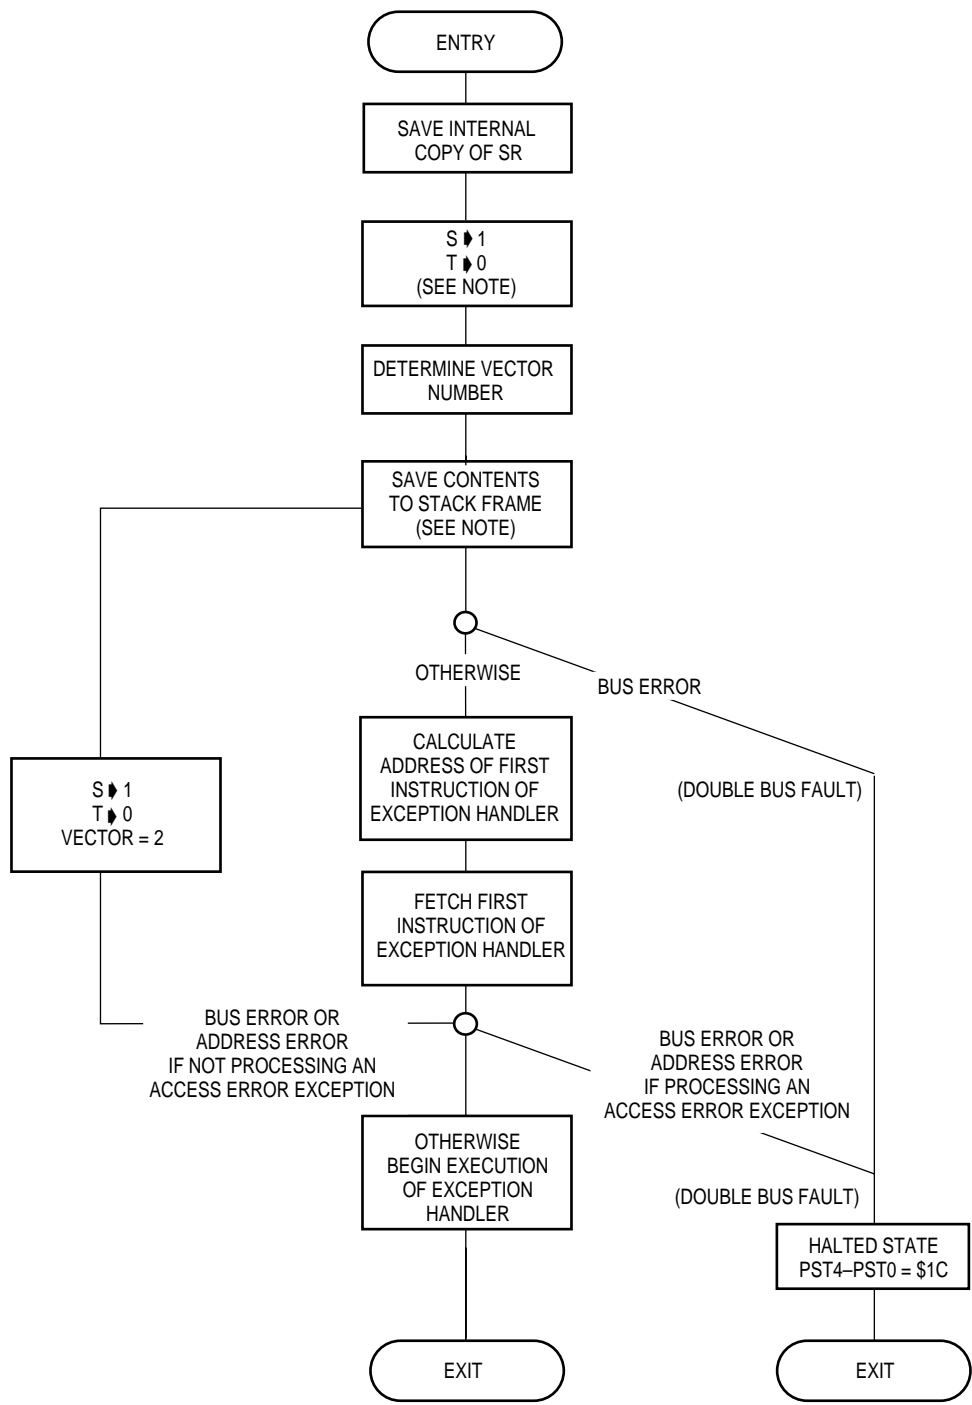 ENTRY
SAVE INTERNAL
COPY OF SR
S ➧ 1
T ➧ 0
(SEE NOTE)
DETERMINE VECTOR
NUMBER
SAVE CONTENTS
TO STACK FRAME
(SEE NOTE)
OTHERWISE
BUS ERROR
CALCULATE
ADDRESS OF FIRST
INSTRUCTION OF
EXCEPTION HANDLER
(DOUBLE BUS FAULT)
S ➧ 1
T ➧ 0
VECTOR = 2
FETCH FIRST
INSTRUCTION OF
EXCEPTION HANDLER
BUS ERROR OR
ADDRESS ERROR
IF NOT PROCESSING AN
ACCESS ERROR EXCEPTION
BUS ERROR OR
ADDRESS ERROR
IF PROCESSING AN
ACCESS ERROR EXCEPTION
OTHERWISE
BEGIN EXECUTION
OF EXCEPTION
HANDLER
(DOUBLE BUS FAULT)
HALTED STATE
PST4–PST0 = $1C
EXIT
EXIT